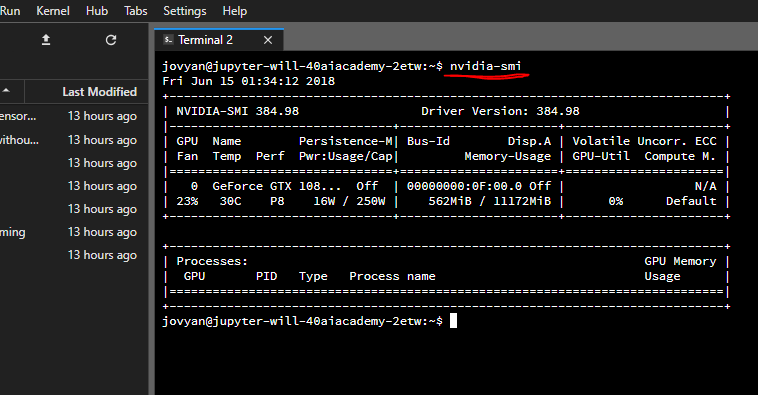 Run Kernel Hub Tabs Settings Help
Terminal 2
Last Modified
ensor... 13 hours ago
withou... 13 hours ago
13 hours ago
13 hours ago
13 hours ago
ming 13 hours ago
13 hours ago
jovyan@jupyter-will-40aiacademy-2etw:~$ nvidia-smi
Fri Jun 15 01:34:12 2018
+-----------------------------------------------------------------------------+
| NVIDIA-SMI 384.98                 Driver Version: 384.98                    |
|-------------------------------+----------------------+----------------------+
| GPU  Name        Persistence-M| Bus-Id        Disp.A | Volatile Uncorr. ECC |
| Fan  Temp  Perf  Pwr:Usage/Cap|         Memory-Usage | GPU-Util  Compute M. |
|===============================+======================+======================|
|   0  GeForce GTX 108...  Off  | 00000000:0F:00.0 Off |                  N/A |
| 23%   30C    P8    16W / 250W |    562MiB / 11172MiB |      0%      Default |
+-------------------------------+----------------------+----------------------+
+-----------------------------------------------------------------------------+
| Processes:                                                       GPU Memory |
|  GPU       PID   Type   Process name                             Usage      |
|=============================================================================|
+-----------------------------------------------------------------------------+
jovyan@jupyter-will-40aiacademy-2etw:~$